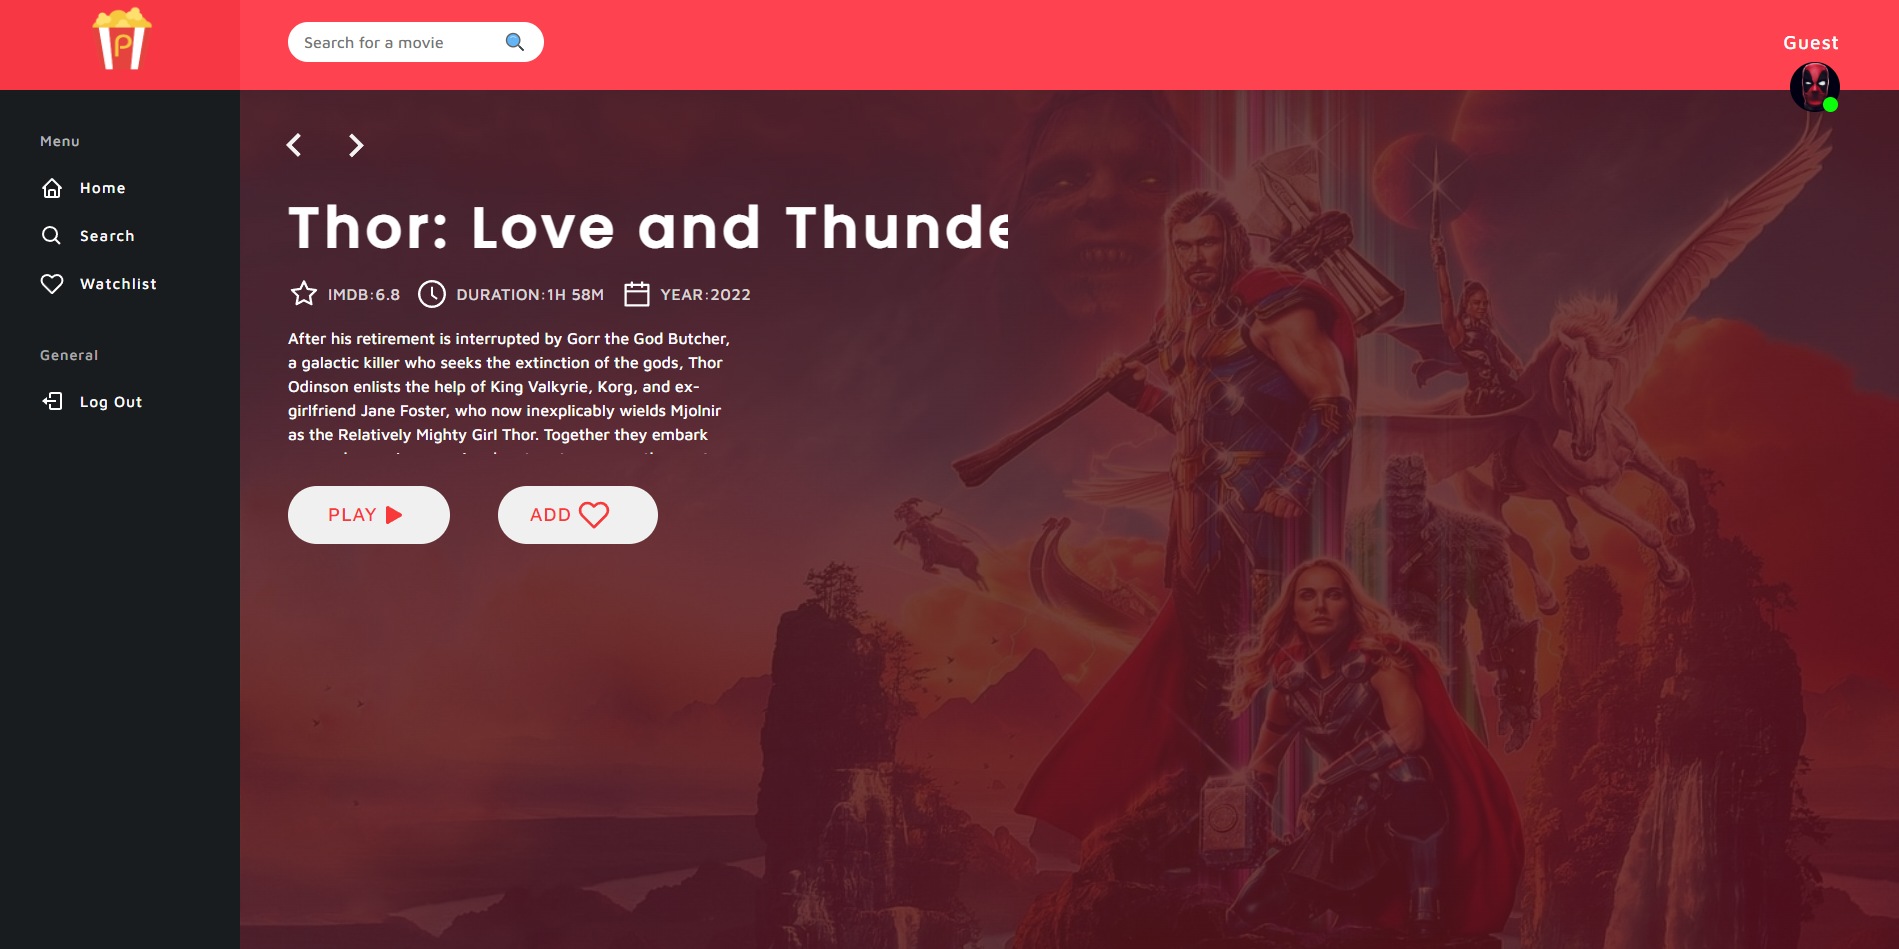 P
Search for a movie
Guest
Menu
Home
Search
Watchlist
General
Log Out
Thor: Love and Thunde
IMDB:6.8 DURATION:1H 58M YEAR:2022
After his retirement is interrupted by Gorr the God Butcher,
a galactic killer who seeks the extinction of the gods, Thor
Odinson enlists the help of King Valkyrie, Korg, and ex-
girlfriend Jane Foster, who now inexplicably wields Mjolnir
as the Relatively Mighty Girl Thor. Together they embark
PLAY
ADD